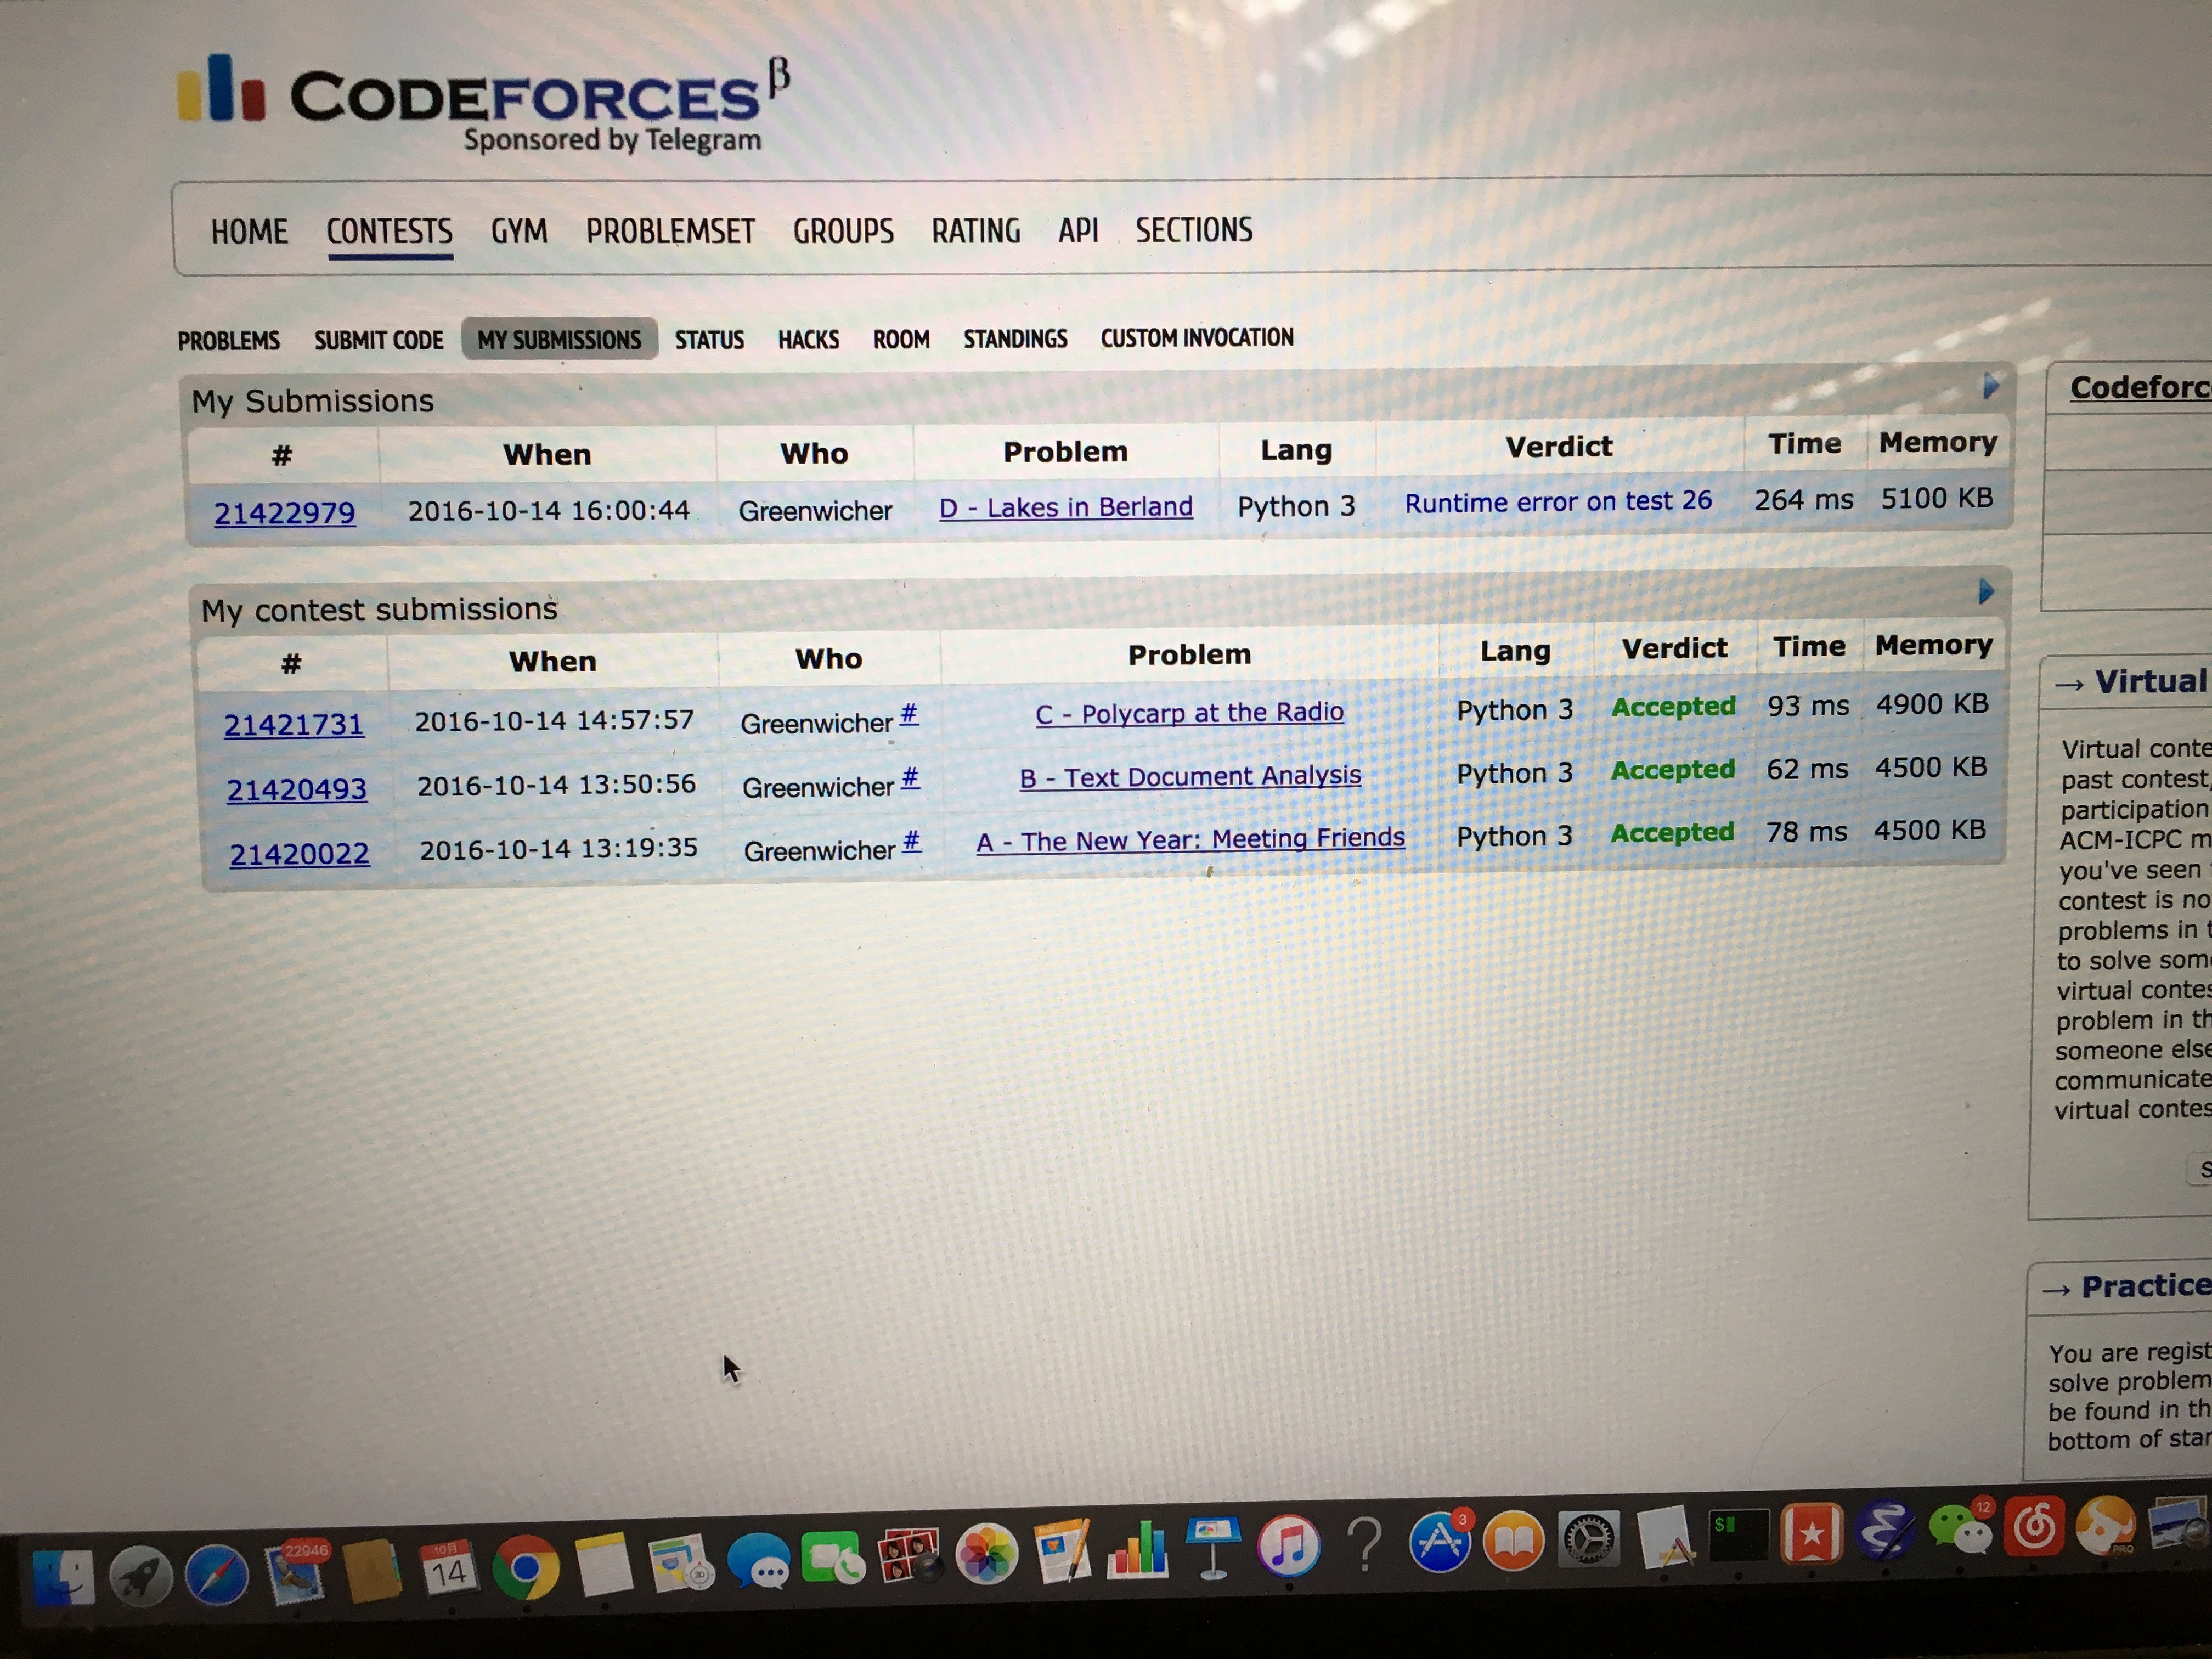 CODEFORCESβ
Sponsored by Telegram
HOME CONTESTS GYM PROBLEMSET GROUPS RATING API SECTIONS
PROBLEMS SUBMIT CODE MY SUBMISSIONS STATUS HACKS ROOM STANDINGS CUSTOM INVOCATION
My Submissions
# When Who Problem Lang Verdict Time Memory
21422979 2016-10-14 16:00:44 Greenwicher D - Lakes in Berland Python 3 Runtime error on test 26 264 ms 5100 KB
My contest submissions
# When Who Problem Lang Verdict Time Memory
21421731 2016-10-14 14:57:57 Greenwicher # C - Polycarp at the Radio Python 3 Accepted 93 ms 4900 KB
21420493 2016-10-14 13:50:56 Greenwicher # B - Text Document Analysis Python 3 Accepted 62 ms 4500 KB
21420022 2016-10-14 13:19:35 Greenwicher # A - The New Year: Meeting Friends Python 3 Accepted 78 ms 4500 KB
Codeforc
→ Virtual
Virtual conte
past contest,
participation
ACM-ICPC m
you've seen
contest is no
problems in t
to solve som
virtual contes
problem in th
someone else
communicate
virtual contes
S
→ Practice
You are regist
solve problem
be found in th
bottom of star
22946
10月
14
3D
?
3
$
12
PRO